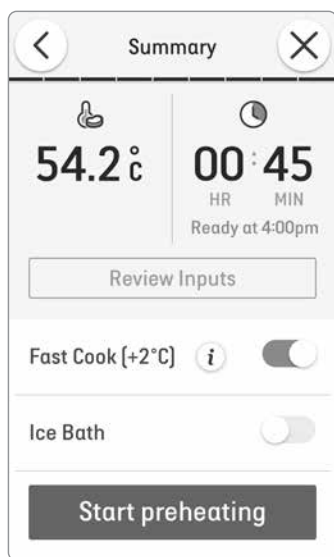 Summary
54.2°C
00:45
HR MIN
Ready at 4:00pm
Review Inputs
Fast Cook (+2°C) i
Ice Bath
Start preheating